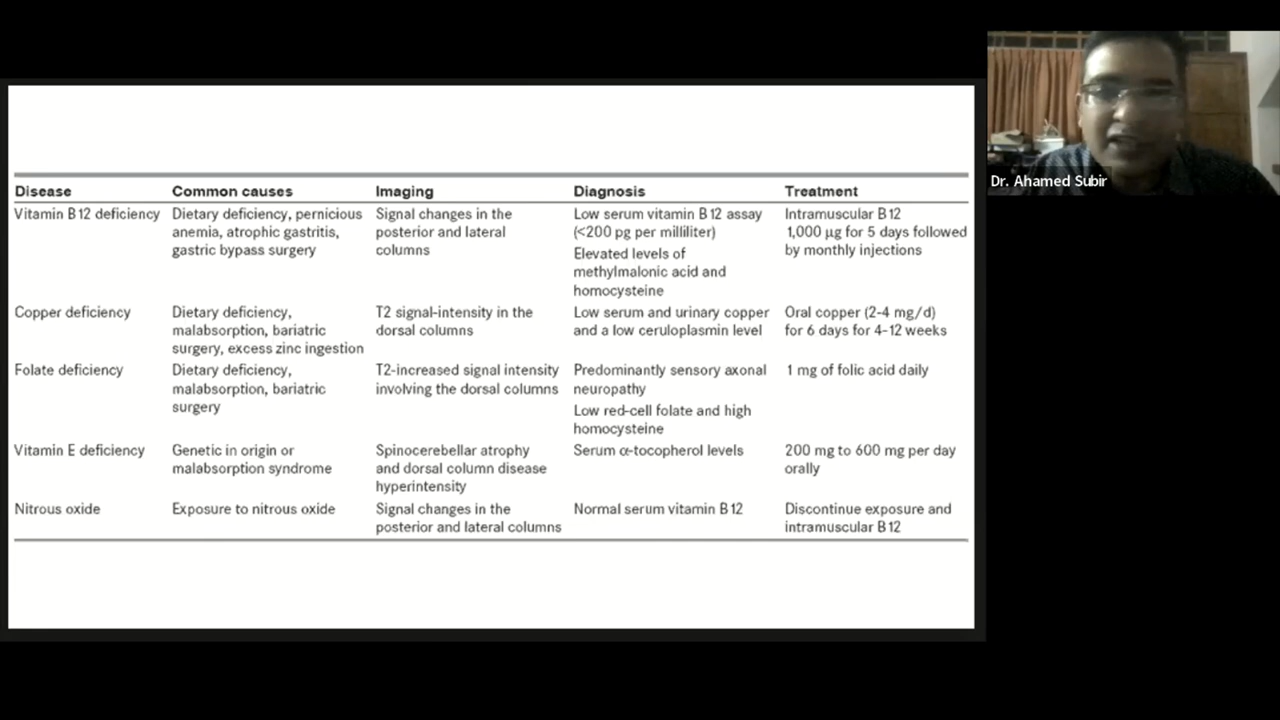 Disease Common causes Imaging Diagnosis Treatment
Vitamin B12 deficiency Dietary deficiency, pernicious anemia, atrophic gastritis, gastric bypass surgery Signal changes in the posterior and lateral columns Low serum vitamin B12 assay (<200 pg per milliliter) Elevated levels of methylmalonic acid and homocysteine Intramuscular B12 1,000 µg for 5 days followed by monthly injections
Copper deficiency Dietary deficiency, malabsorption, bariatric surgery, excess zinc ingestion T2 signal-intensity in the dorsal columns Low serum and urinary copper and a low ceruloplasmin level Oral copper (2-4 mg/d) for 6 days for 4-12 weeks
Folate deficiency Dietary deficiency, malabsorption, bariatric surgery T2-increased signal intensity involving the dorsal columns Predominantly sensory axonal neuropathy Low red-cell folate and high homocysteine 1 mg of folic acid daily
Vitamin E deficiency Genetic in origin or malabsorption syndrome Spinocerebellar atrophy and dorsal column disease hyperintensity Serum α-tocopherol levels 200 mg to 600 mg per day orally
Nitrous oxide Exposure to nitrous oxide Signal changes in the posterior and lateral columns Normal serum vitamin B12 Discontinue exposure and intramuscular B12
Dr. Ahamed Subir